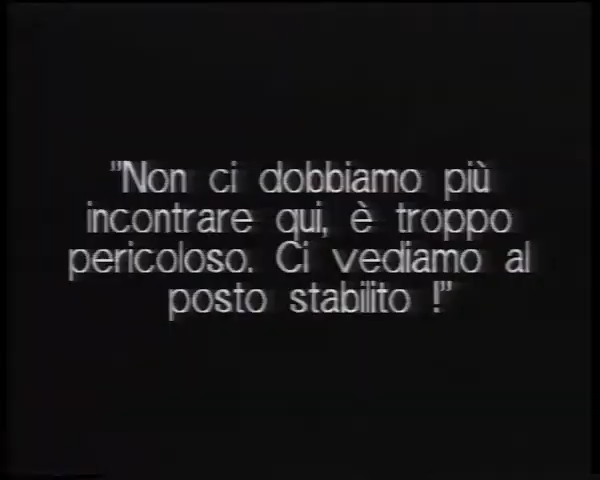 "Non ci dobbiamo più
incontrare qui, è troppo
pericoloso. Ci vediamo al
posto stabilito !"